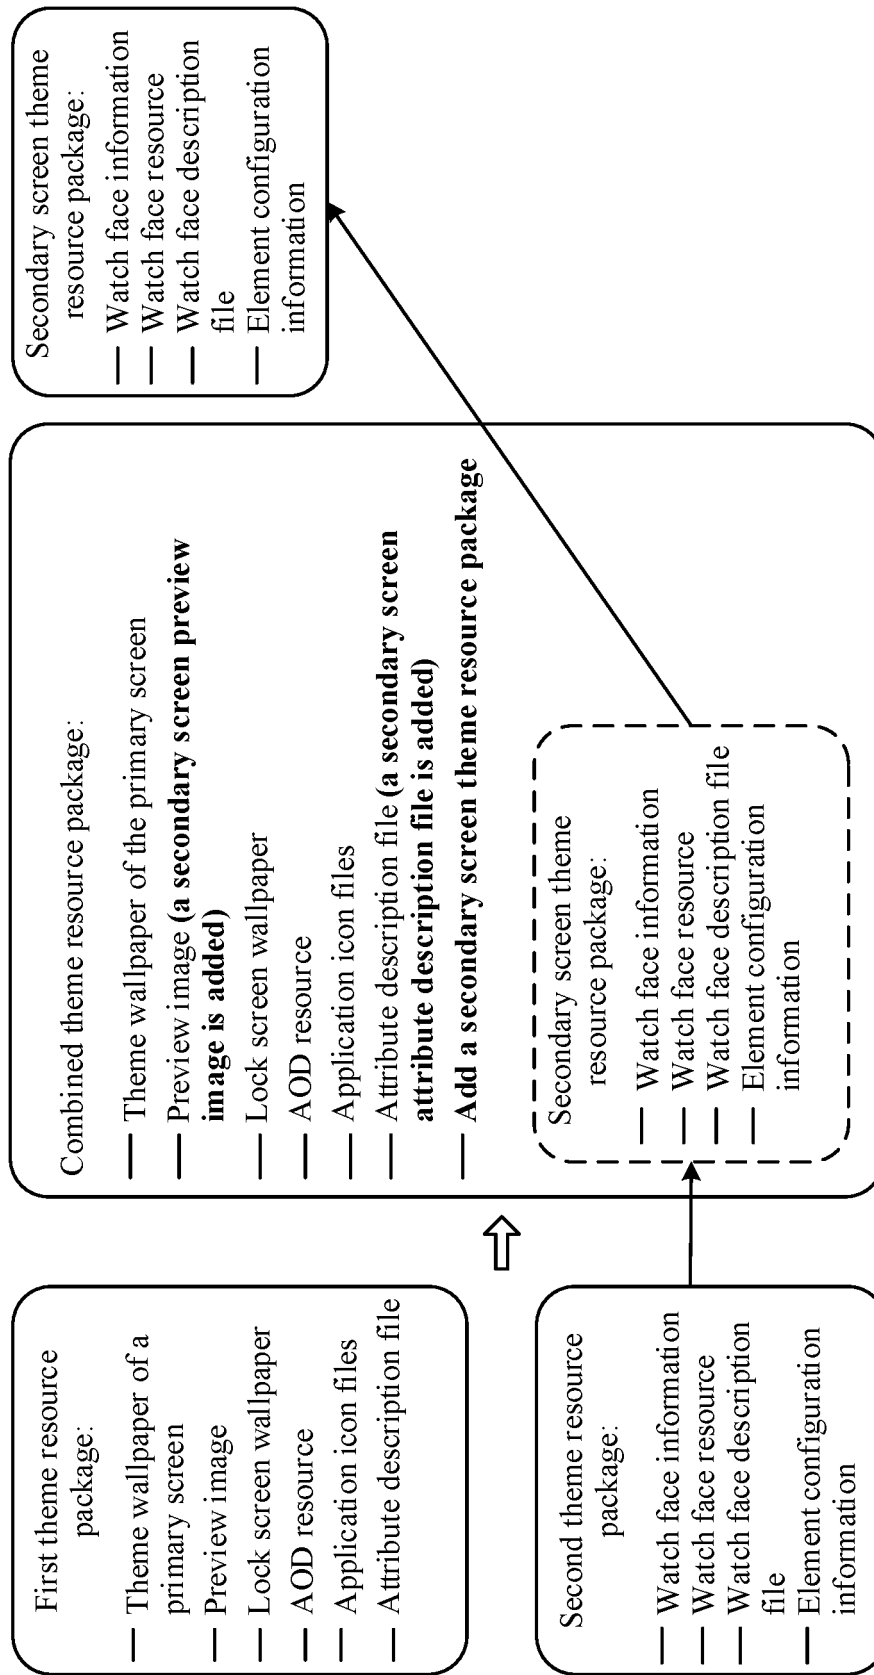 First theme resource
package:
— Theme wallpaper of a
primary screen
— Preview image
— Lock screen wallpaper
— AOD resource
— Application icon files
— Attribute description file
Second theme resource
package:
— Watch face information
— Watch face resource
— Watch face description
file
— Element configuration
information
Combined theme resource package:
— Theme wallpaper of the primary screen
— Preview image (a secondary screen preview
image is added)
— Lock screen wallpaper
— AOD resource
— Application icon files
— Attribute description file (a secondary screen
attribute description file is added)
— Add a secondary screen theme resource package
Secondary screen theme
resource package:
— Watch face information
— Watch face resource
— Watch face description file
— Element configuration
information
Secondary screen theme
resource package:
— Watch face information
— Watch face resource
— Watch face description
file
— Element configuration
information